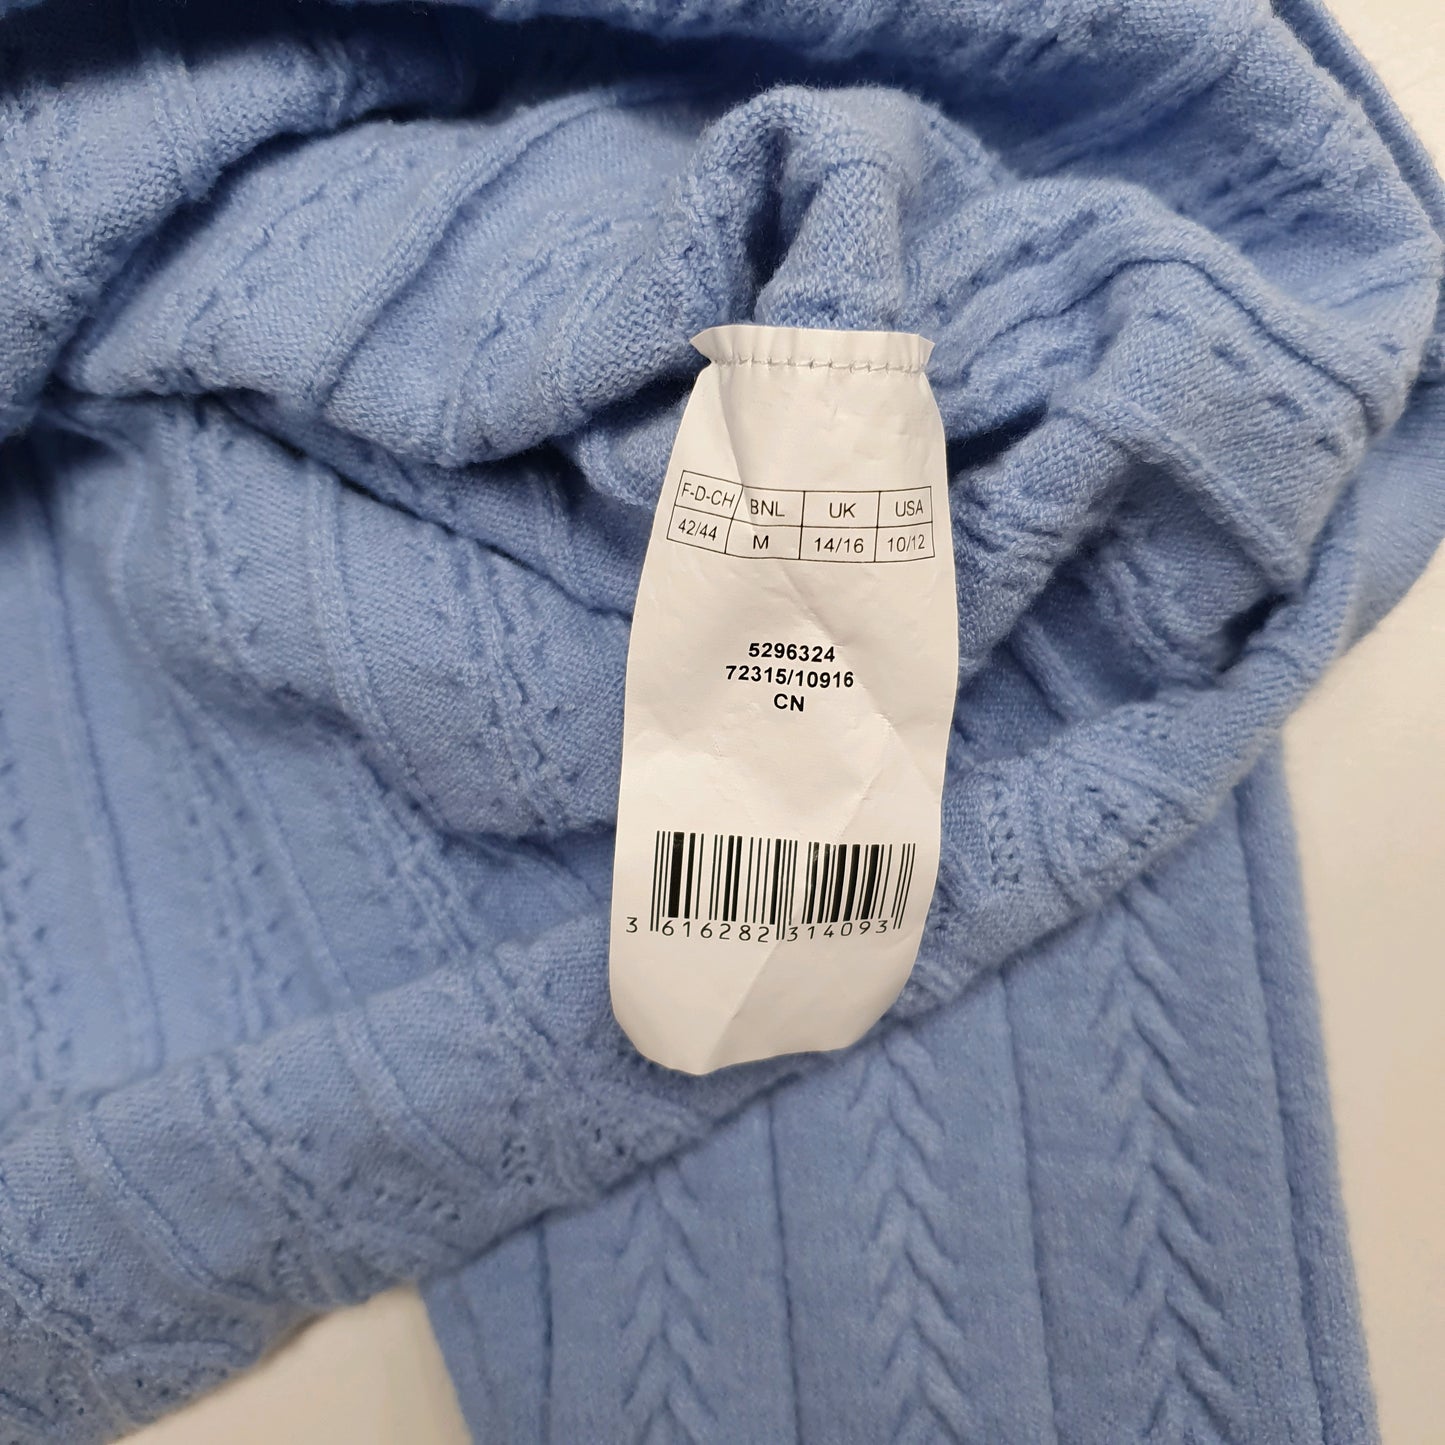 F-D-CH BNL UK USA
42/44 M 14/16 10/12
5296324
72315/10916
CN
3 616282 314093